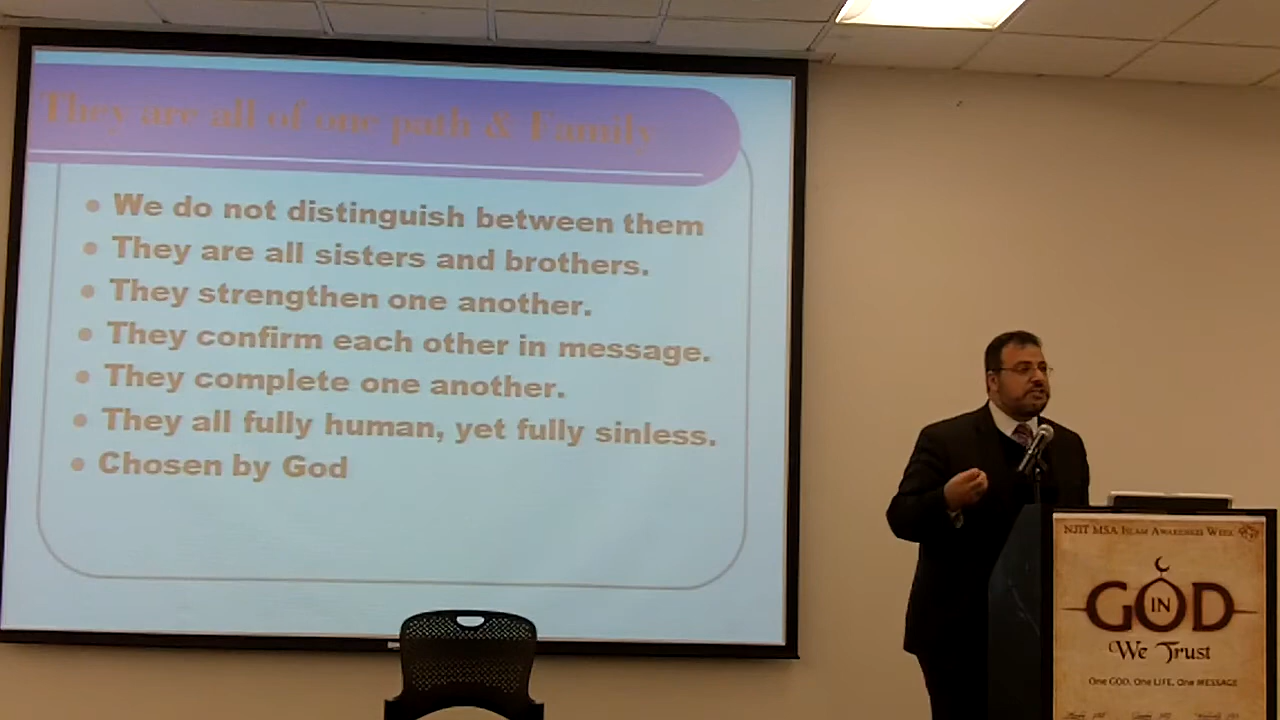 They are all of one path & Family
We do not distinguish between them
They are all sisters and brothers.
They strengthen one another.
They confirm each other in message.
They complete one another.
They all fully human, yet fully sinless.
Chosen by God
NJIT MSA Islam Awareness Week
GOD
IN
We Trust
One GOD, One LIFE, One MESSAGE